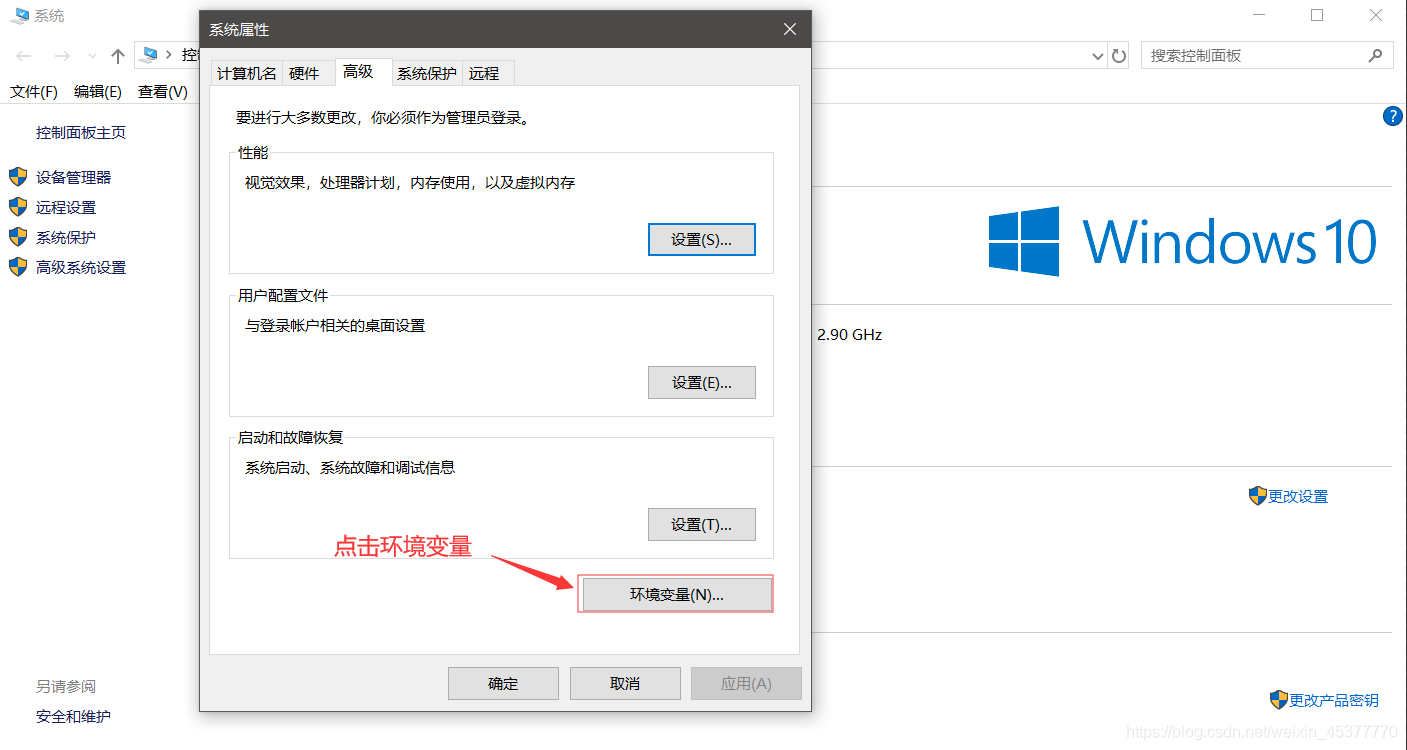 系统
系统属性
控
搜索控制面板
计算机名 硬件 高级 系统保护 远程
文件(F) 编辑(E) 查看(V)
要进行大多数更改，你必须作为管理员登录。
控制面板主页
性能
设备管理器
视觉效果，处理器计划，内存使用，以及虚拟内存
远程设置
系统保护
设置(S)...
Windows 10
高级系统设置
用户配置文件
与登录帐户相关的桌面设置
2.90 GHz
设置(E)...
启动和故障恢复
系统启动、系统故障和调试信息
更改设置
设置(T)...
点击环境变量
环境变量(N)...
确定 取消 应用(A)
另请参阅
更改产品密钥
安全和维护
https://blog.csdn.net/weixin_45377770